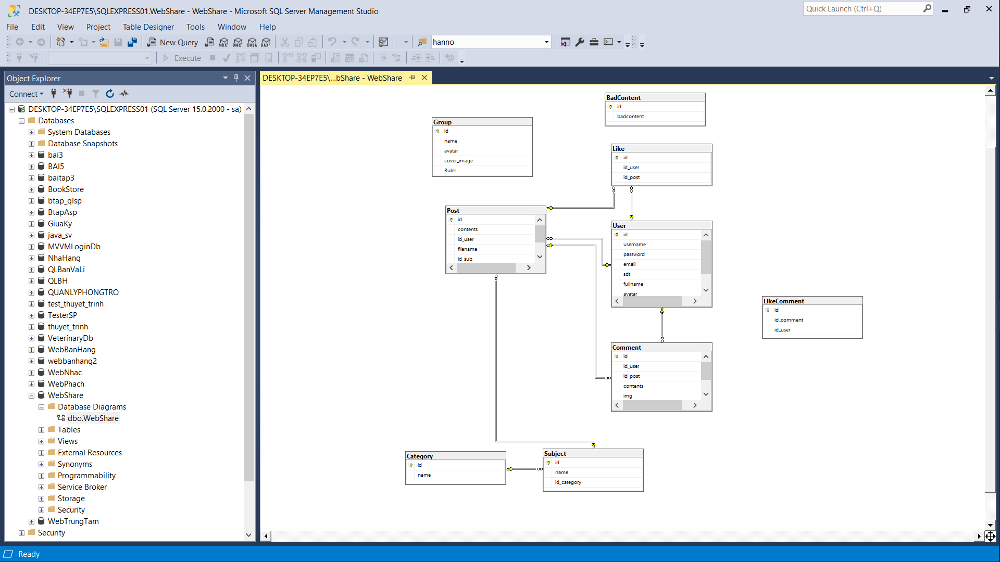 DESKTOP-34EP7E5\SQLEXPRESS01.WebShare - WebShare - Microsoft SQL Server Management Studio
Quick Launch (Ctrl+Q)
File Edit View Project Table Designer Tools Window Help
New Query MDX DMX XMLA DAX hanno
Execute
Object Explorer
Connect
DESKTOP-34EP7E5\SQLEXPRESS01 (SQL Server 15.0.2000 - sa)
Databases
System Databases
Database Snapshots
bai3
BAI5
baitap3
BookStore
btap_qlsp
BtapAsp
GiuaKy
java_sv
MVVMLoginDb
NhaHang
QLBanVaLi
QLBH
QUANLYPHONGTRO
test_thuyet_trinh
TesterSP
thuyet_trinh
VeterinaryDb
WebBanHang
webbanhang2
WebNhac
WebPhach
WebShare
Database Diagrams
dbo.WebShare
Tables
Views
External Resources
Synonyms
Programmability
Service Broker
Storage
Security
WebTrungTam
Security
DESKTOP-34EP7E5\...bShare - WebShare
BadContent
id
badcontent
Group
id
name
avatar
cover_image
Rules
Like
id
id_user
id_post
Post
id
contents
id_user
filename
id_sub
User
id
username
password
email
sdt
fullname
avatar
LikeComment
id
id_comment
id_user
Comment
id
id_user
id_post
contents
img
Category
id
name
Subject
id
name
id_category
Ready